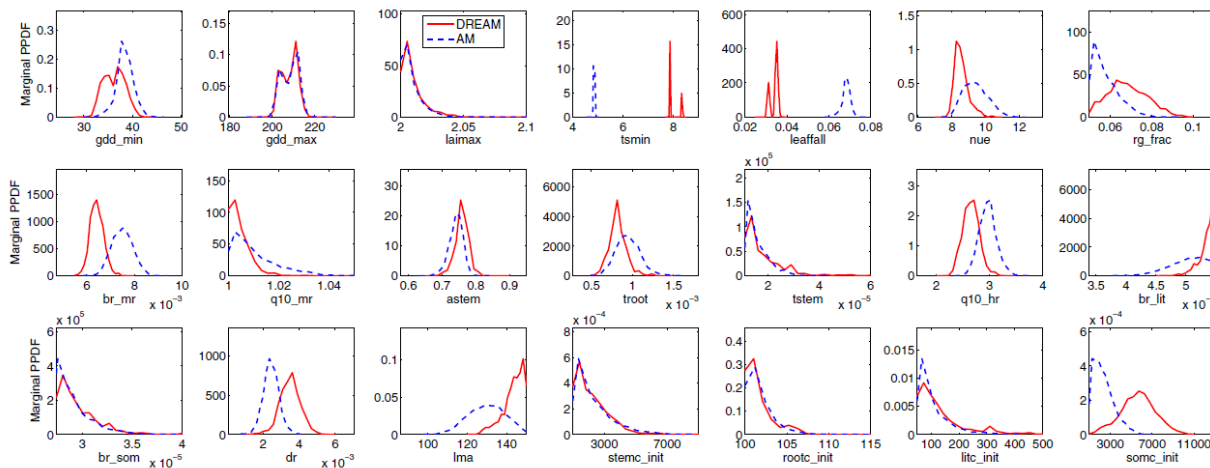 DREAM
AM
Marginal PPDF
0.3
0.2
0.1
0
30 40 50
gdd_min
0.2
0.1
0
180 200 220
gdd_max
100
50
0
2 2.05 2.1
laimax
15
10
5
0
4 6 8
tsmin
600
400
200
0
0.02 0.04 0.06 0.08
leaffall
1
0.5
0
6 8 10 12
nue
100
50
0
0.06 0.08 0.1
rg_frac
Marginal PPDF
1500
1000
500
0
6 8 10
x 10⁻³
br_mr
150
100
50
0
1 1.02 1.04
q10_mr
30
20
10
0
0.6 0.7 0.8 0.9
astem
6000
4000
2000
0
0.5 1 1.5
x 10⁻³
troot
x 10⁵
2
1.5
1
0.5
0
2 4 6
x 10⁻⁵
tstem
3
2
1
0
2 3 4
q10_hr
6000
4000
2000
0
3.5 4 4.5 5
x 10⁻
br_lit
Marginal PPDF
x 10⁵
6
4
2
0
3 3.5 4
x 10⁻⁵
br_som
1000
500
0
2 4 6
x 10⁻³
dr
0.1
0.05
0
100 120 140
lma
x 10⁻⁴
8
6
4
2
0
3000 7000
stemc_init
0.4
0.3
0.2
0.1
0
100 105 110 115
rootc_init
0.015
0.01
0.005
0
100 200 300 400 500
litc_init
x 10⁻⁴
6
4
2
0
3000 7000 11000
somc_init